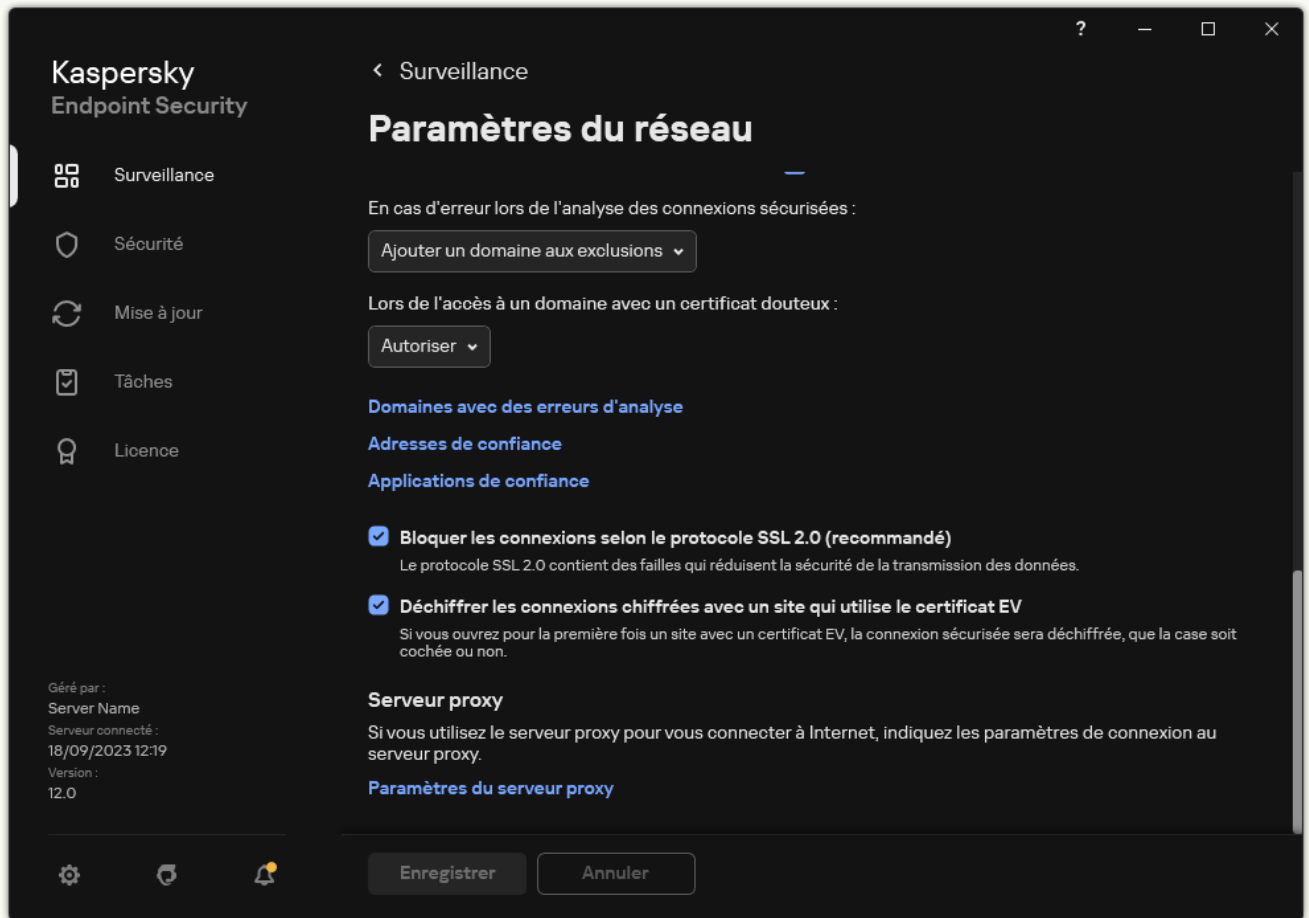 ?
Kaspersky
Endpoint Security
Surveillance
Sécurité
Mise à jour
Tâches
Licence
Géré par :
Server Name
Serveur connecté :
18/09/2023 12:19
Version :
12.0
Surveillance
Paramètres du réseau
En cas d'erreur lors de l'analyse des connexions sécurisées :
Ajouter un domaine aux exclusions
Lors de l'accès à un domaine avec un certificat douteux :
Autoriser
Domaines avec des erreurs d'analyse
Adresses de confiance
Applications de confiance
Bloquer les connexions selon le protocole SSL 2.0 (recommandé)
Le protocole SSL 2.0 contient des failles qui réduisent la sécurité de la transmission des données.
Déchiffrer les connexions chiffrées avec un site qui utilise le certificat EV
Si vous ouvrez pour la première fois un site avec un certificat EV, la connexion sécurisée sera déchiffrée, que la case soit
cochée ou non.
Serveur proxy
Si vous utilisez le serveur proxy pour vous connecter à Internet, indiquez les paramètres de connexion au
serveur proxy.
Paramètres du serveur proxy
Enregistrer
Annuler